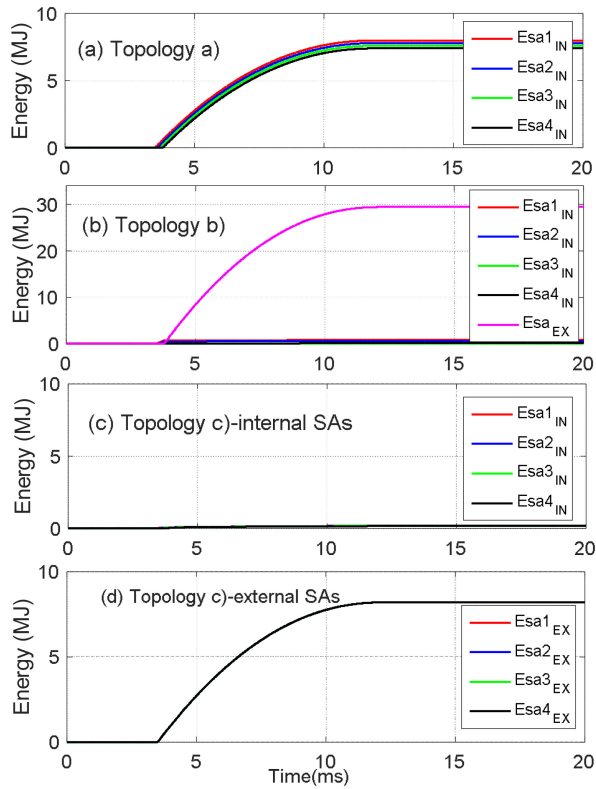 Energy (MJ)
10
5
0
(a) Topology a)
Esa1IN
Esa2IN
Esa3IN
Esa4IN
0 5 10 15 20
Energy (MJ)
30
20
10
0
(b) Topology b)
Esa1IN
Esa2IN
Esa3IN
Esa4IN
EsaEX
0 5 10 15 20
Energy (MJ)
10
5
0
(c) Topology c)-internal SAs
Esa1IN
Esa2IN
Esa3IN
Esa4IN
0 5 10 15 20
Energy (MJ)
10
5
0
(d) Topology c)-external SAs
Esa1EX
Esa2EX
Esa3EX
Esa4EX
0 5 10 15 20
Time(ms)